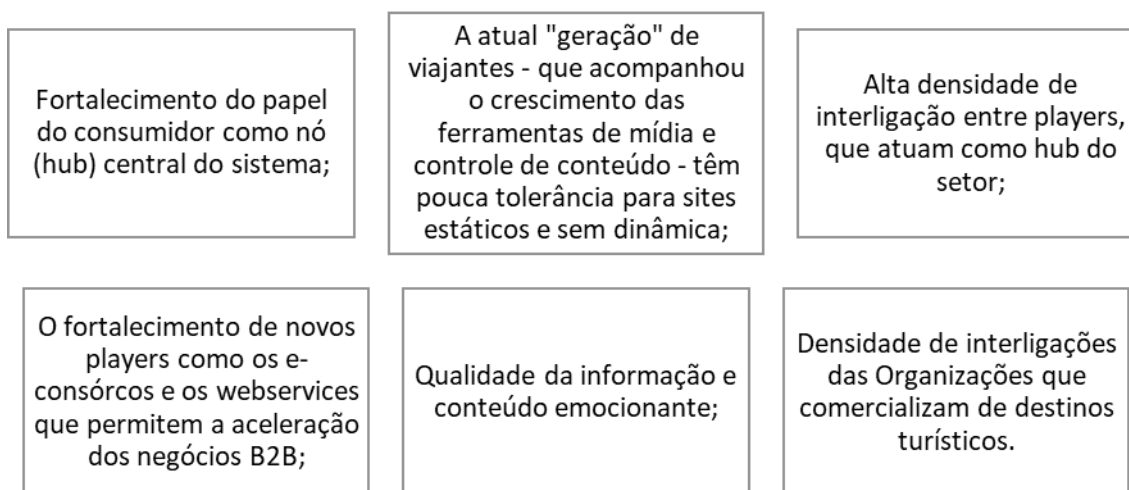 Fortalecimento do papel
do consumidor como nó
(hub) central do sistema;
A atual "geração" de
viajantes - que acompanhou
o crescimento das
ferramentas de mídia e
controle de conteúdo - têm
pouca tolerância para sites
estáticos e sem dinâmica;
Alta densidade de
interligação entre players,
que atuam como hub do
setor;
O fortalecimento de novos
players como os e-
consórcos e os webservices
que permitem a aceleração
dos negócios B2B;
Qualidade da informação e
conteúdo emocionante;
Densidade de interligações
das Organizações que
comercializam de destinos
turísticos.